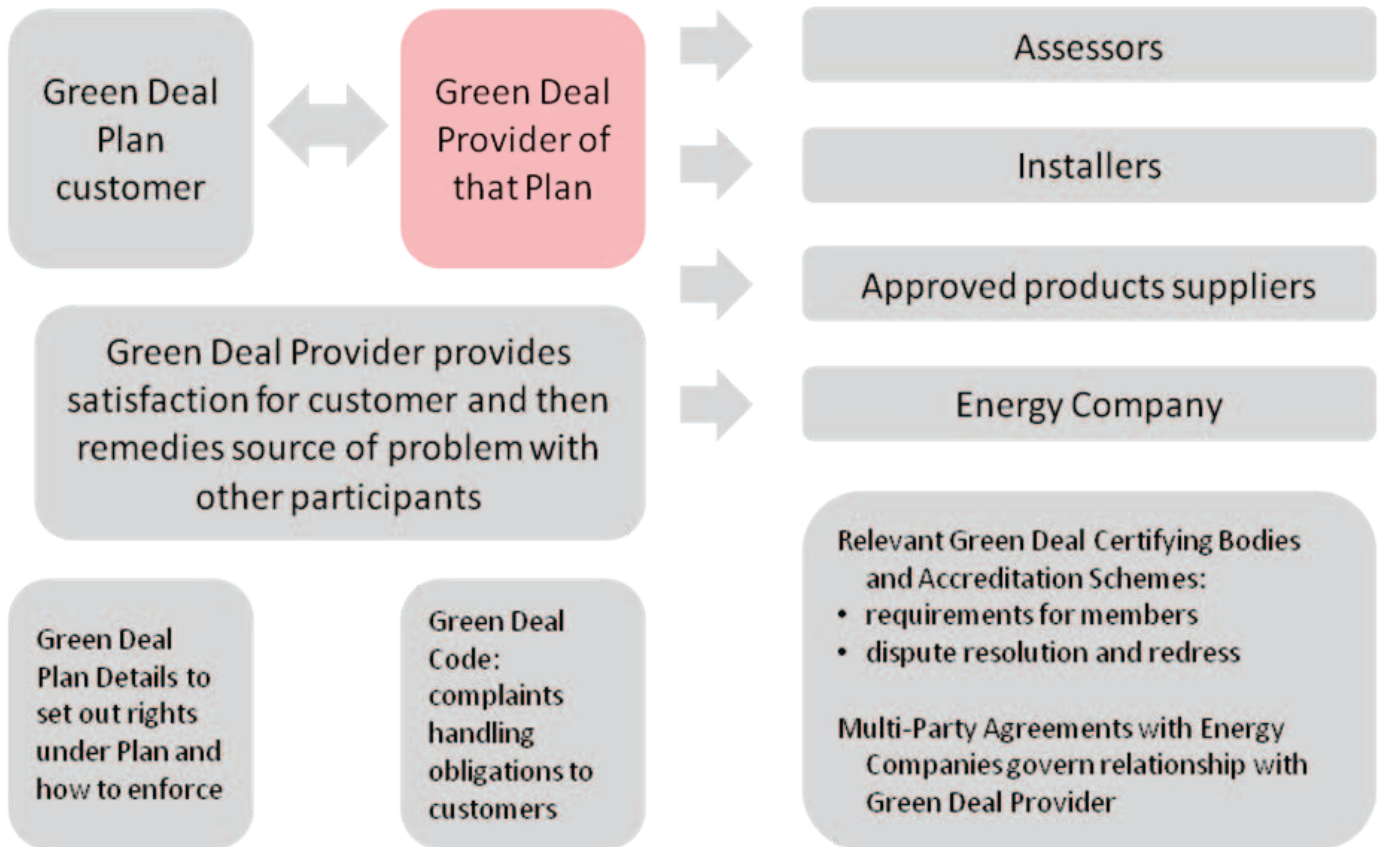 Green Deal
Plan
customer
Green Deal
Provider of
that Plan
Assessors
Installers
Approved products suppliers
Energy Company
Green Deal Provider provides
satisfaction for customer and then
remedies source of problem with
other participants
Green Deal
Plan Details to
set out rights
under Plan and
how to enforce
Green Deal
Code:
complaints
handling
obligations to
customers
Relevant Green Deal Certifying Bodies
and Accreditation Schemes:
• requirements for members
• dispute resolution and redress
Multi-Party Agreements with Energy
Companies govern relationship with
Green Deal Provider